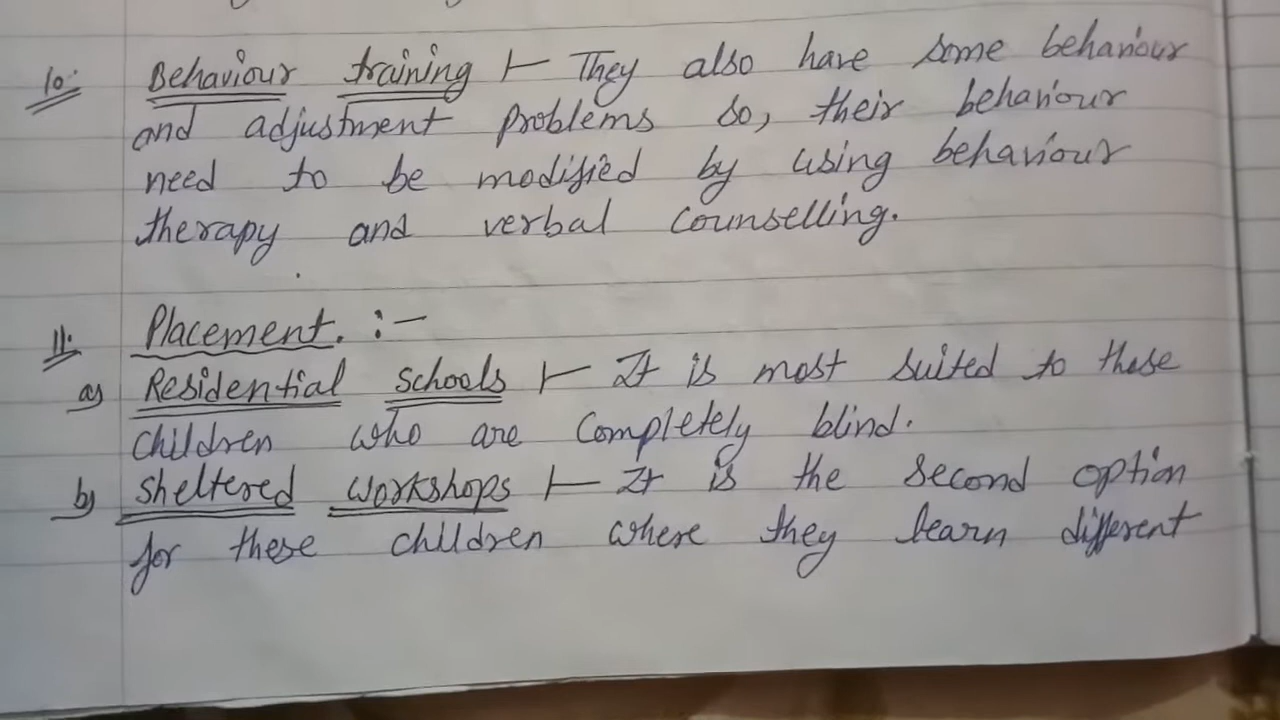 10. Behaviour training :- They also have some behaviour
and adjustment problems so, their behaviour
need to be modified by using behaviour
therapy and verbal counselling.
11. Placement. :-
a) Residential schools :- It is most suited to those
children who are completely blind.
b) Sheltered workshops :- It is the second option
for these children where they learn different